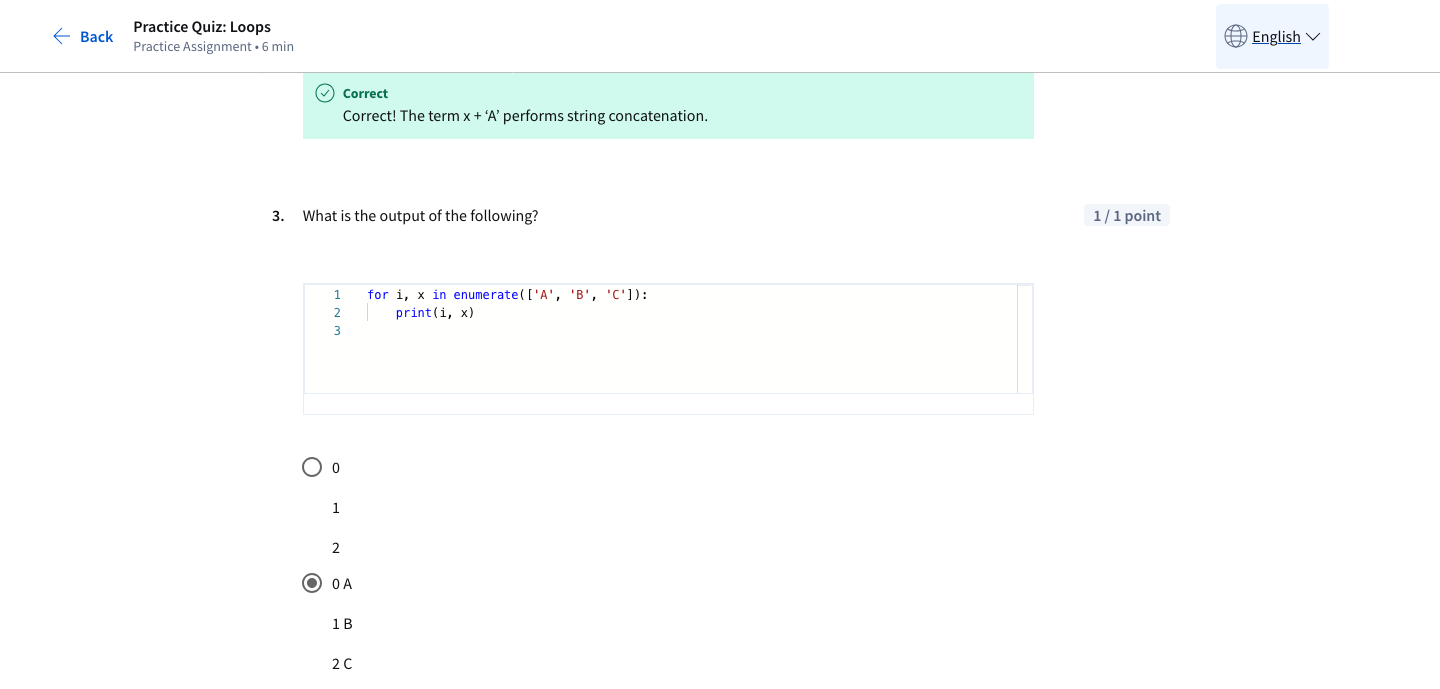 Back
Practice Quiz: Loops
Practice Assignment • 6 min
English
Correct
Correct! The term x + ‘A’ performs string concatenation.
3. What is the output of the following?
1 / 1 point
1 for i, x in enumerate(['A', 'B', 'C']):
2     print(i, x)
3
0
1
2
0 A
1 B
2 C